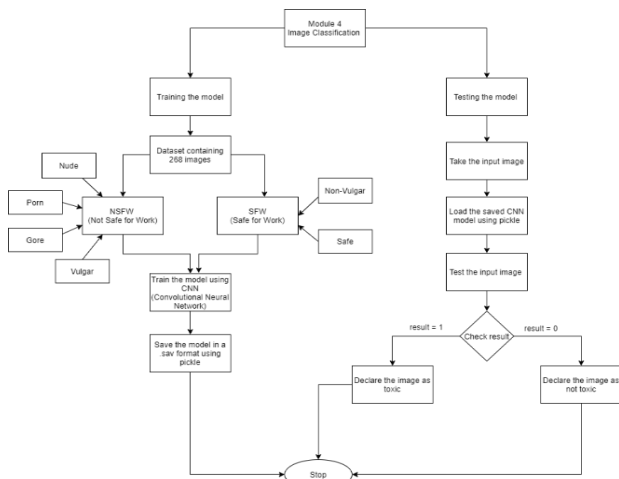 Module 4
Image Classification
Training the model
Testing the model
Dataset containing
268 images
Take the input image
Nude
Non-Vulgar
Porn
NSFW
(Not Safe for Work)
SFW
(Safe for Work)
Load the saved CNN
model using pickle
Gore
Safe
Vulgar
Train the model using
CNN
(Convolutional Neural
Network)
Test the input image
result = 1
result = 0
Check result
Save the model in a
.sav format using
pickle
Declare the image as
toxic
Declare the image as
not toxic
Stop